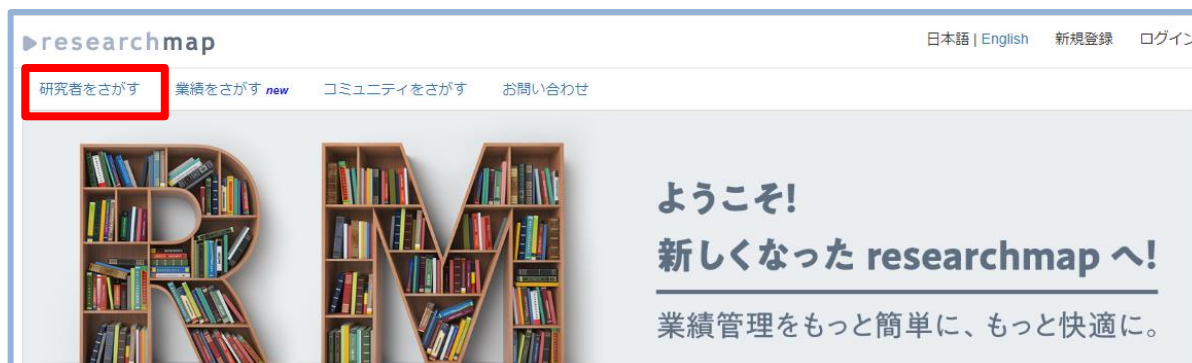 researchmap
日本語 | English 新規登録 ログイン
研究者をさがす 業績をさがす new コミュニティをさがす お問い合わせ
RM
ようこそ!
新しくなった researchmap へ!
業績管理をもっと簡単に、もっと快適に。